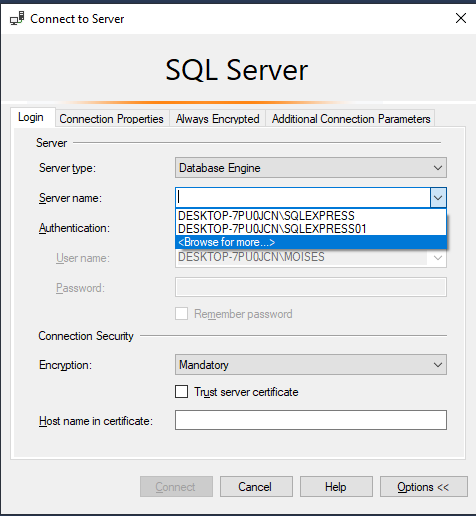 Connect to Server
SQL Server
Login Connection Properties Always Encrypted Additional Connection Parameters
Server
Server type: Database Engine
Server name:
DESKTOP-7PU0JCN\SQLEXPRESS
Authentication: DESKTOP-7PU0JCN\SQLEXPRESS01
<Browse for more...>
User name: DESKTOP-7PU0JCN\MOISES
Password:
Remember password
Connection Security
Encryption: Mandatory
Trust server certificate
Host name in certificate:
Connect Cancel Help Options <<